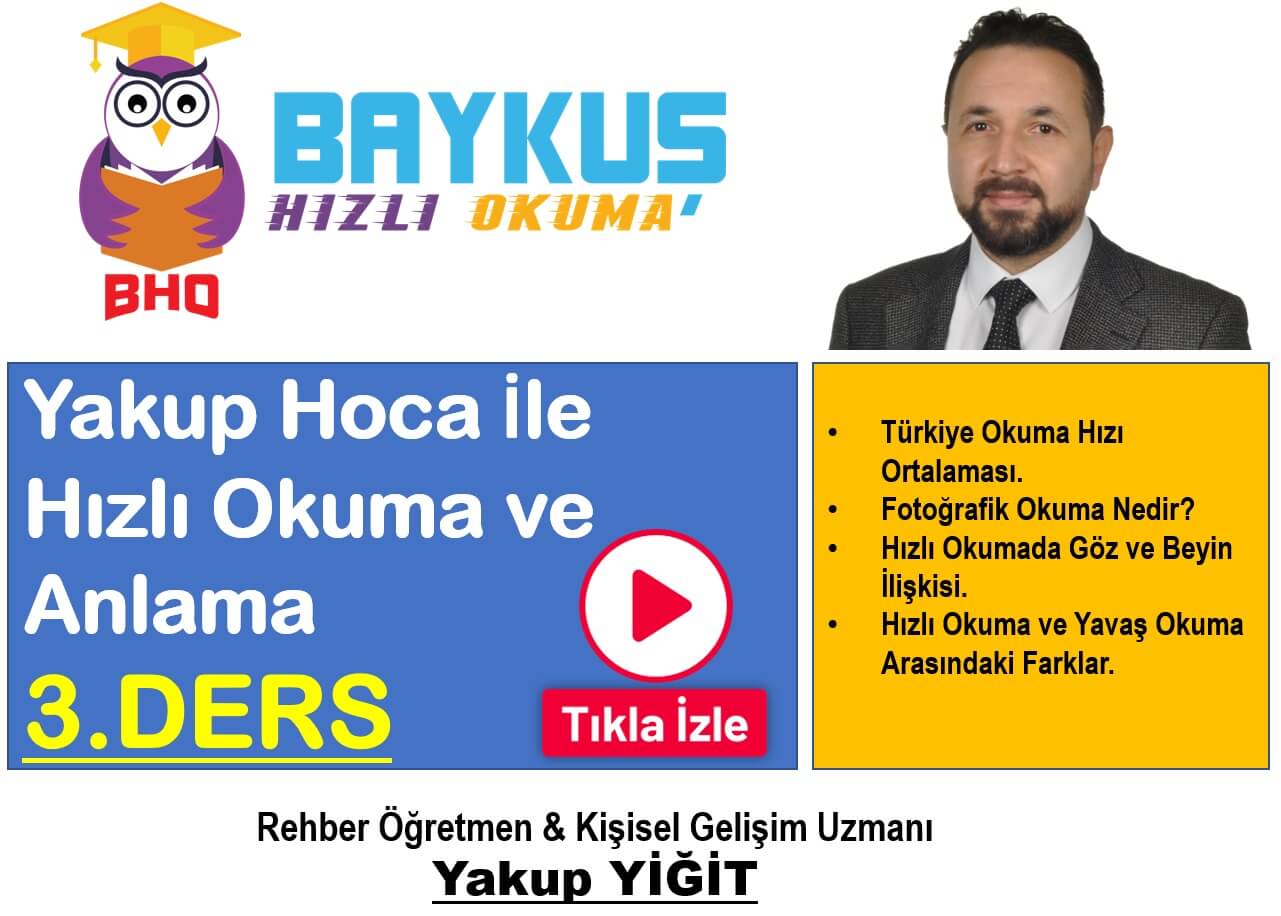 BAYKUS
HIZLI OKUMA'
BHO
Yakup Hoca İle
Hızlı Okuma ve
Anlama
3.DERS
Tıkla İzle
• Türkiye Okuma Hızı
Ortalaması.
• Fotoğrafik Okuma Nedir?
• Hızlı Okumada Göz ve Beyin
İlişkisi.
• Hızlı Okuma ve Yavaş Okuma
Arasındaki Farklar.
Rehber Öğretmen & Kişisel Gelişim Uzmanı
Yakup YİĞİT